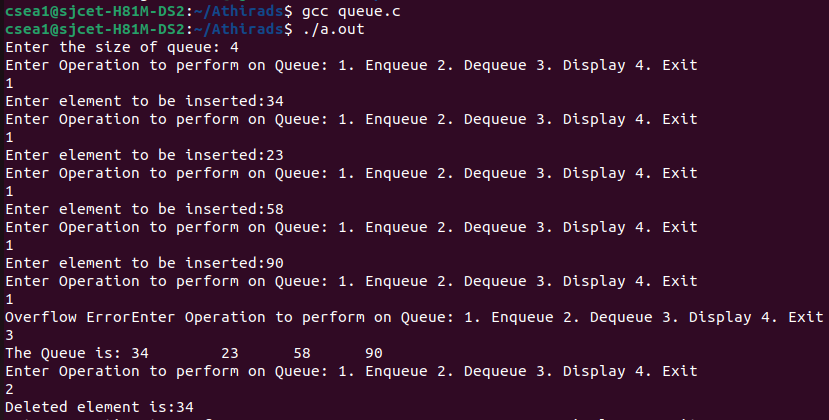 csea1@sjcet-H81M-DS2:~/Athirads$ gcc queue.c
csea1@sjcet-H81M-DS2:~/Athirads$ ./a.out
Enter the size of queue: 4
Enter Operation to perform on Queue: 1. Enqueue 2. Dequeue 3. Display 4. Exit
1
Enter element to be inserted:34
Enter Operation to perform on Queue: 1. Enqueue 2. Dequeue 3. Display 4. Exit
1
Enter element to be inserted:23
Enter Operation to perform on Queue: 1. Enqueue 2. Dequeue 3. Display 4. Exit
1
Enter element to be inserted:58
Enter Operation to perform on Queue: 1. Enqueue 2. Dequeue 3. Display 4. Exit
1
Enter element to be inserted:90
Enter Operation to perform on Queue: 1. Enqueue 2. Dequeue 3. Display 4. Exit
1
Overflow ErrorEnter Operation to perform on Queue: 1. Enqueue 2. Dequeue 3. Display 4. Exit
3
The Queue is: 34        23      58      90
Enter Operation to perform on Queue: 1. Enqueue 2. Dequeue 3. Display 4. Exit
2
Deleted element is:34